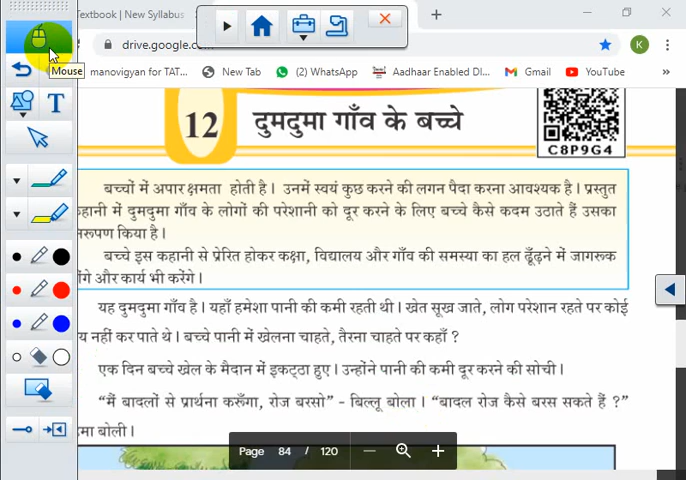 Textbook | New Syllabus
drive.google.co
K
Mouse
manovigyan for TAT...
New Tab
(2) WhatsApp
Aadhaar Enabled DI...
Gmail
YouTube
T
12
दुमदुमा गाँव के बच्चे
C8P9G4
बच्चों में अपार क्षमता होती है। उनमें स्वयं कुछ करने की लगन पैदा करना आवश्यक है। प्रस्तुत
कहानी में दुमदुमा गाँव के लोगों की परेशानी को दूर करने के लिए बच्चे कैसे कदम उठाते हैं उसका
रूपण किया है।
बच्चे इस कहानी से प्रेरित होकर कक्षा, विद्यालय और गाँव की समस्या का हल ढूँढ़ने में जागरूक
ंगे और कार्य भी करेंगे।
यह दुमदुमा गाँव है। यहाँ हमेशा पानी की कमी रहती थी। खेत सूख जाते, लोग परेशान रहते पर कोई
य नहीं कर पाते थे। बच्चे पानी में खेलना चाहते, तैरना चाहते पर कहाँ ?
एक दिन बच्चे खेल के मैदान में इकट्ठा हुए। उन्होंने पानी की कमी दूर करने की सोची।
“मैं बादलों से प्रार्थना करूँगा, रोज बरसो” - बिल्लू बोला। “बादल रोज कैसे बरस सकते हैं ?”
मा बोली।
Page 84 / 120